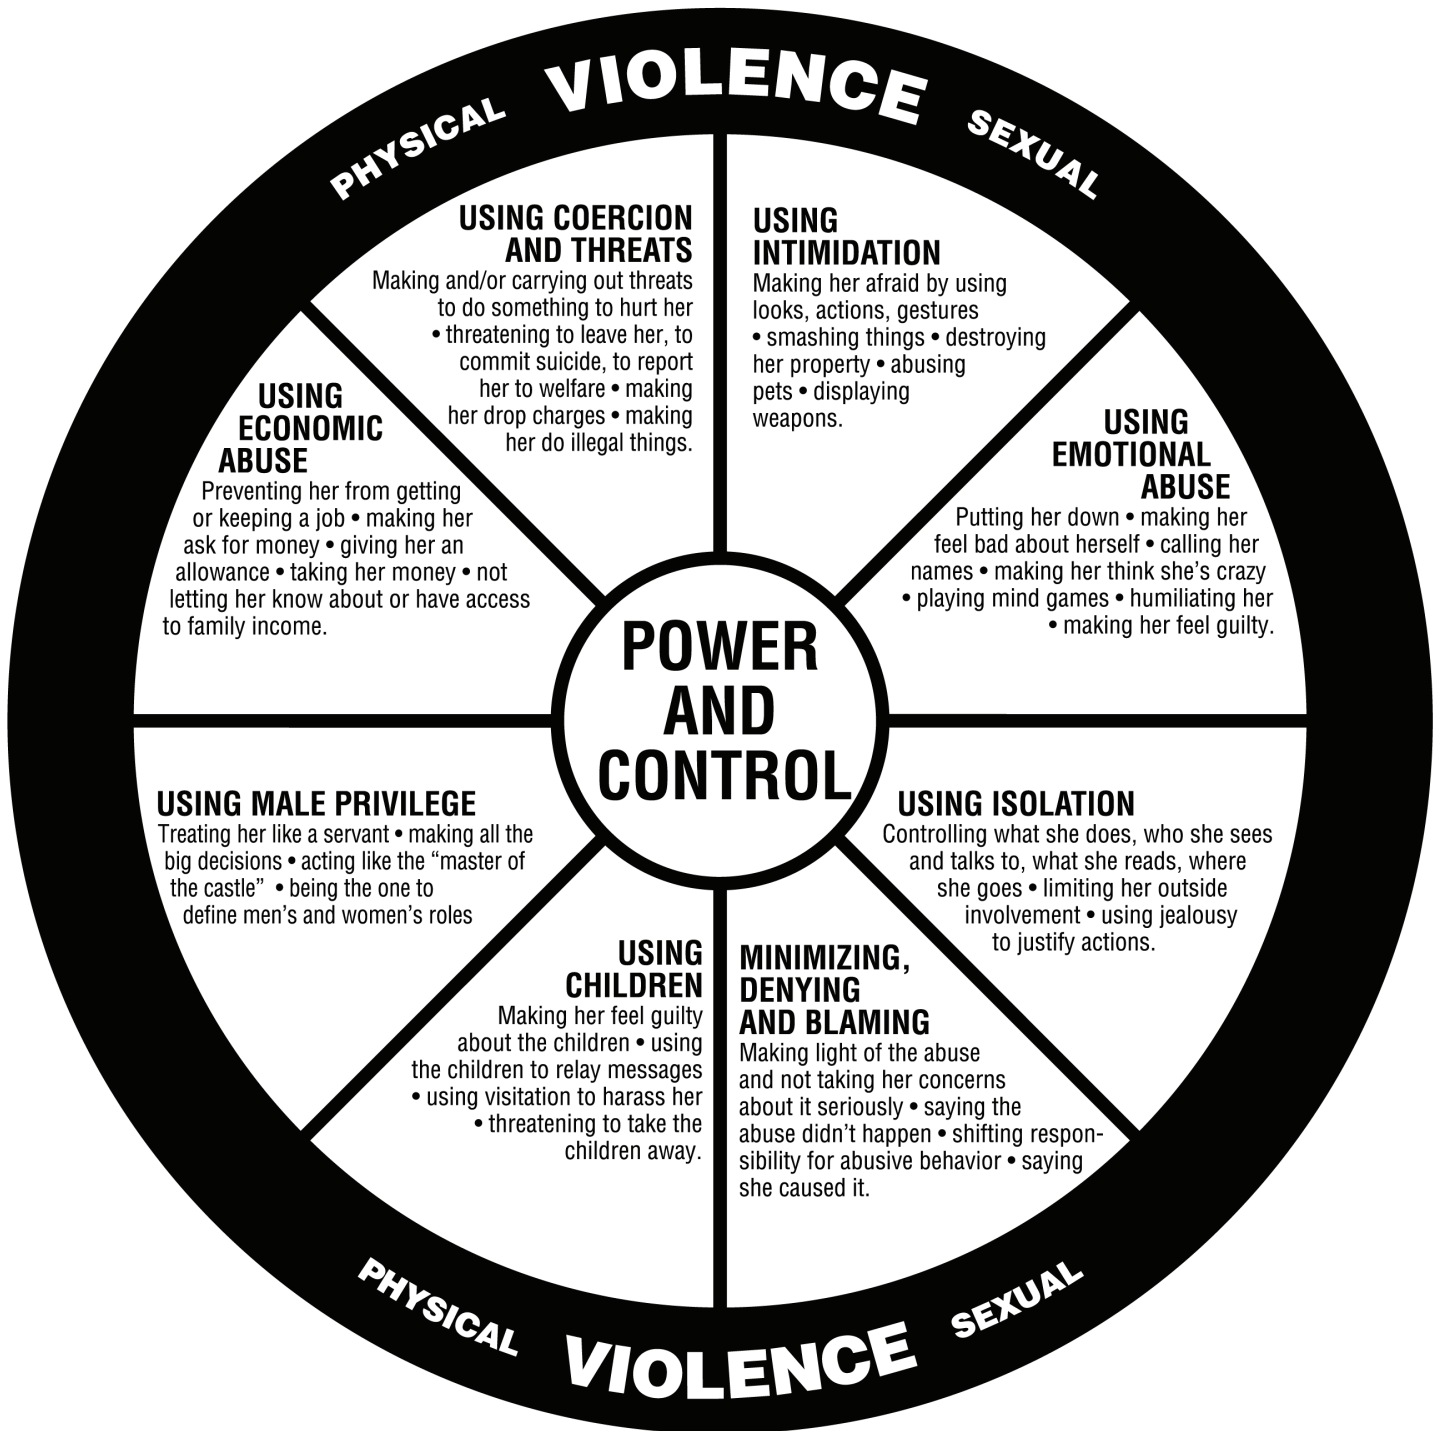 PHYSICAL VIOLENCE SEXUAL
USING COERCION
AND THREATS
Making and/or carrying out threats
to do something to hurt her
• threatening to leave her, to
commit suicide, to report
her to welfare • making
her drop charges • making
her do illegal things.
USING
INTIMIDATION
Making her afraid by using
looks, actions, gestures
• smashing things • destroying
her property • abusing
pets • displaying
weapons.
USING
EMOTIONAL
ABUSE
Putting her down • making her
feel bad about herself • calling her
names • making her think she’s crazy
• playing mind games • humiliating her
• making her feel guilty.
USING ISOLATION
Controlling what she does, who she sees
and talks to, what she reads, where
she goes • limiting her outside
involvement • using jealousy
to justify actions.
MINIMIZING,
DENYING
AND BLAMING
Making light of the abuse
and not taking her concerns
about it seriously • saying the
abuse didn’t happen • shifting respon-
sibility for abusive behavior • saying
she caused it.
USING
CHILDREN
Making her feel guilty
about the children • using
the children to relay messages
• using visitation to harass her
• threatening to take the
children away.
USING MALE PRIVILEGE
Treating her like a servant • making all the
big decisions • acting like the “master of
the castle” • being the one to
define men’s and women’s roles
USING
ECONOMIC
ABUSE
Preventing her from getting
or keeping a job • making her
ask for money • giving her an
allowance • taking her money • not
letting her know about or have access
to family income.
POWER
AND
CONTROL
PHYSICAL VIOLENCE SEXUAL